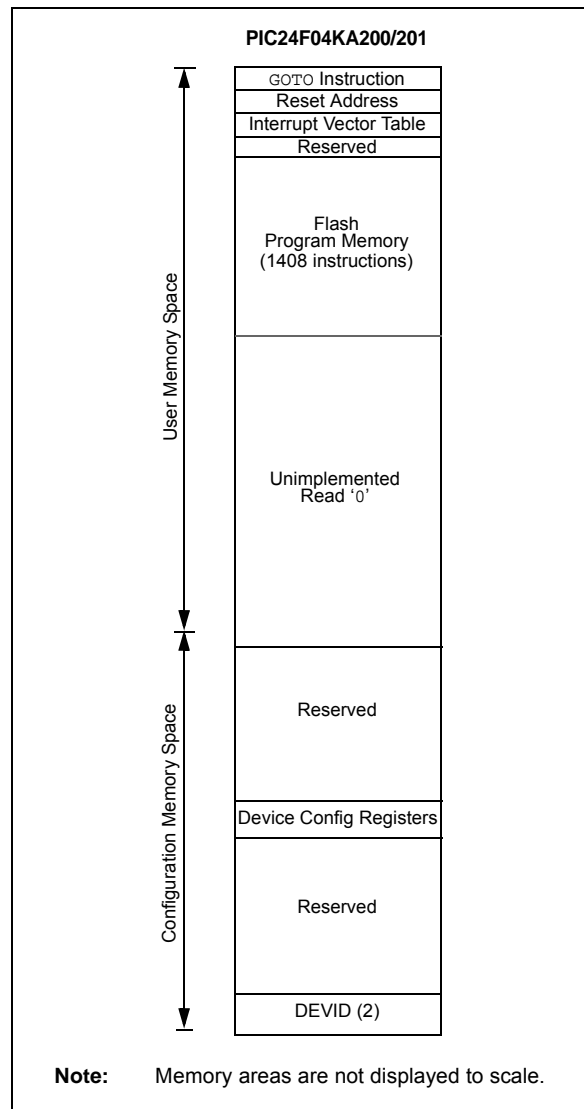 PIC24F04KA200/201
GOTO Instruction
Reset Address
Interrupt Vector Table
Reserved
Flash
Program Memory
(1408 instructions)
User Memory Space
Unimplemented
Read ‘0’
Reserved
Configuration Memory Space
Device Config Registers
Reserved
DEVID (2)
Note: Memory areas are not displayed to scale.